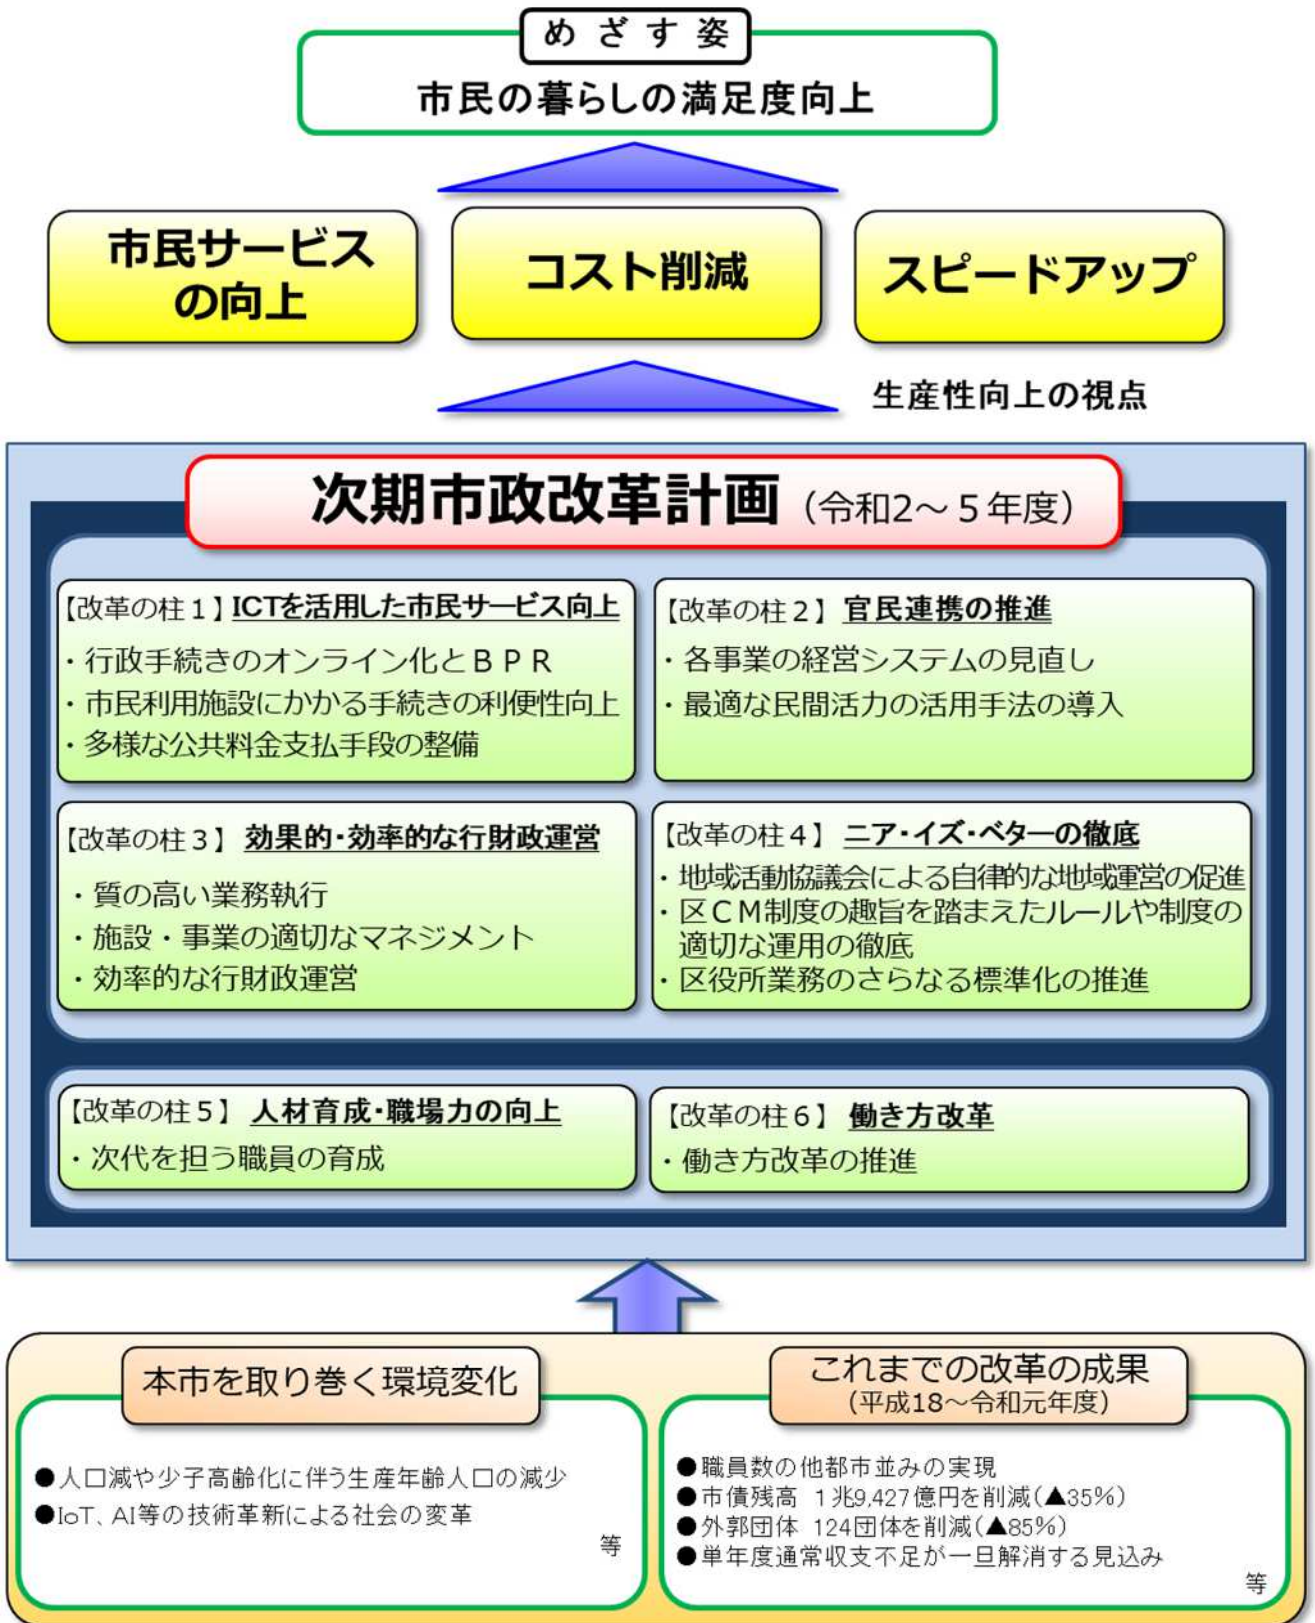 めざす姿
市民の暮らしの満足度向上
市民サービス
の向上
コスト削減
スピードアップ
生産性向上の視点
次期市政改革計画(令和2~5年度)
【改革の柱1】ICTを活用した市民サービス向上
・行政手続きのオンライン化とBPR
・市民利用施設にかかる手続きの利便性向上
・多様な公共料金支払手段の整備
【改革の柱2】官民連携の推進
・各事業の経営システムの見直し
・最適な民間活力の活用手法の導入
【改革の柱3】効果的・効率的な行財政運営
・質の高い業務執行
・施設・事業の適切なマネジメント
・効率的な行財政運営
【改革の柱4】ニア・イズ・ベターの徹底
・地域活動協議会による自律的な地域運営の促進
・区CM制度の趣旨を踏まえたルールや制度の
適切な運用の徹底
・区役所業務のさらなる標準化の推進
【改革の柱5】人材育成・職場力の向上
・次代を担う職員の育成
【改革の柱6】働き方改革
・働き方改革の推進
本市を取り巻く環境変化
●人口減や少子高齢化に伴う生産年齢人口の減少
●IoT、AI等の技術革新による社会の変革
等
これまでの改革の成果
(平成18~令和元年度)
●職員数の他都市並みの実現
●市債残高 1兆9,427億円を削減(▲35%)
●外郭団体 124団体を削減(▲85%)
●単年度通常収支不足が一旦解消する見込み
等